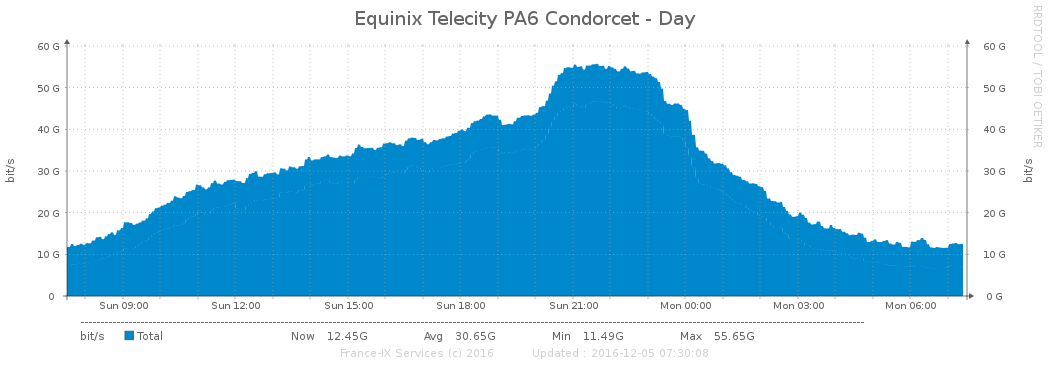 Equinix Telecity PA6 Condorcet - Day
RRDTOOL / TOBI OETIKER
bit/s
bit/s
60 G
60 G
50 G
50 G
40 G
40 G
30 G
30 G
20 G
20 G
10 G
10 G
0
0 G
Sun 09:00 Sun 12:00 Sun 15:00 Sun 18:00 Sun 21:00 Mon 00:00 Mon 03:00 Mon 06:00
bit/s Total Now 12.45G Avg 30.65G Min 11.49G Max 55.65G
France-IX Services (c) 2016 Updated : 2016-12-05 07:30:08